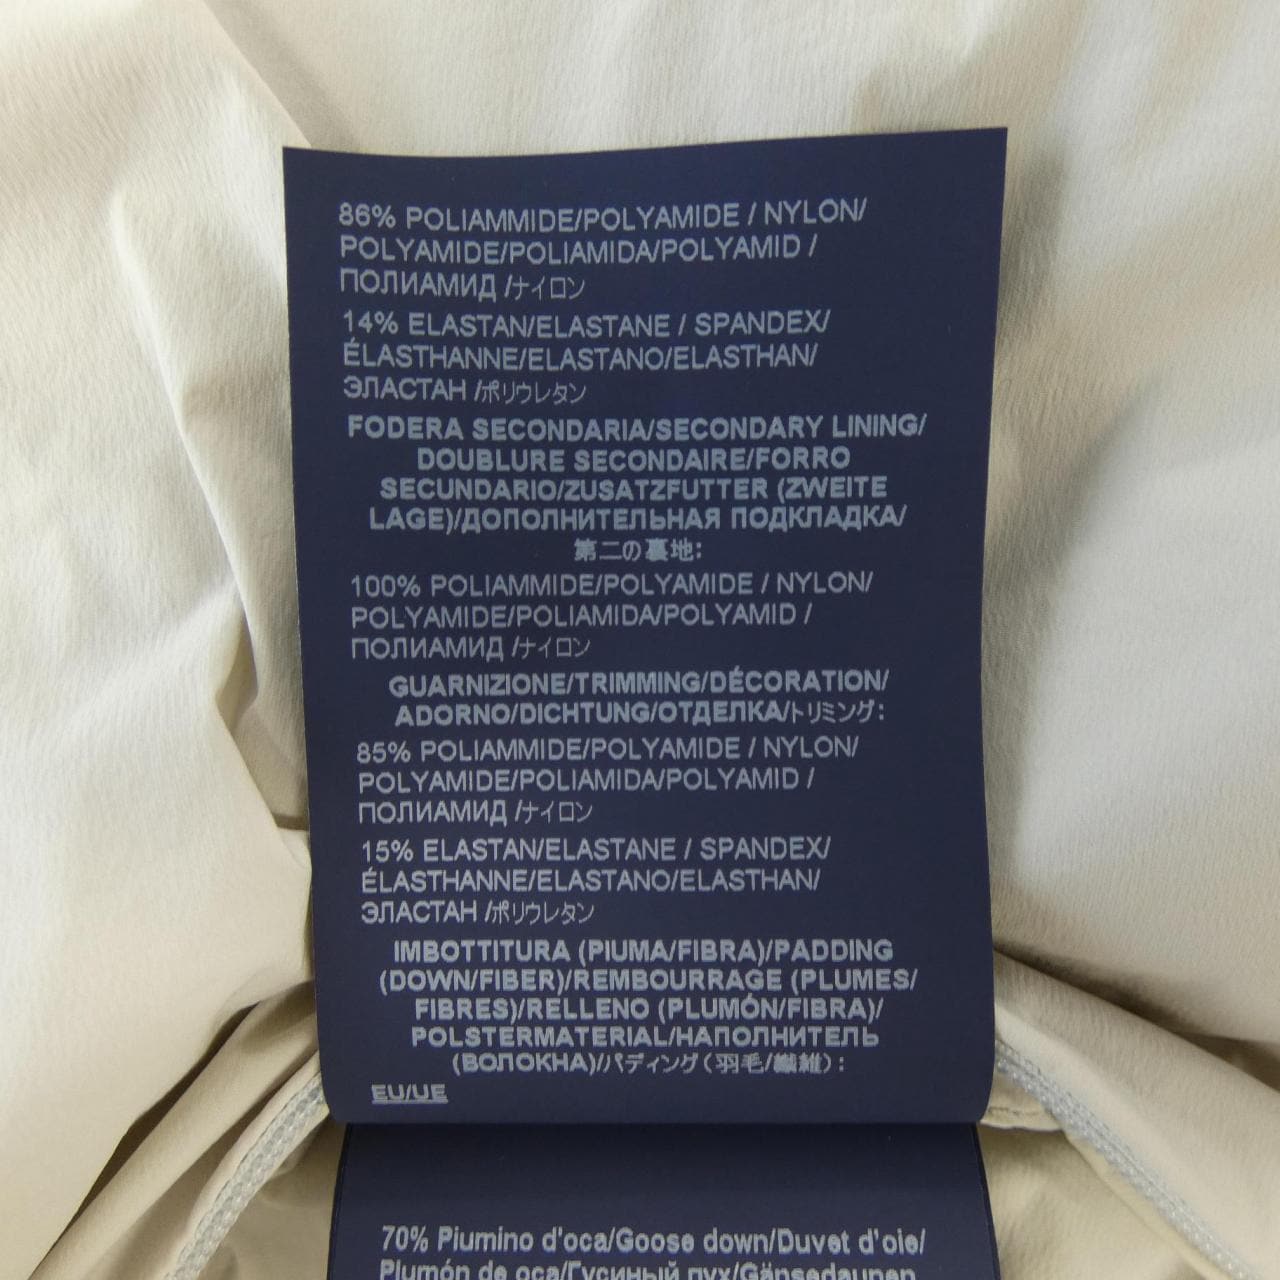 86% POLIAMMIDE/POLYAMIDE / NYLON/
POLYAMIDE/POLIAMIDA/POLYAMID /
ПОЛИАМИД /ナイロン
14% ELASTAN/ELASTANE / SPANDEX/
ÉLASTHANNE/ELASTANO/ELASTHAN/
ЭЛАСТАН /ポリウレタン
FODERA SECONDARIA/SECONDARY LINING/
DOUBLURE SECONDAIRE/FORRO
SECUNDARIO/ZUSATZFUTTER (ZWEITE
LAGE)/ДОПОЛНИТЕЛЬНАЯ ПОДКЛАДКА/
第二の裏地:
100% POLIAMMIDE/POLYAMIDE / NYLON/
POLYAMIDE/POLIAMIDA/POLYAMID /
ПОЛИАМИД /ナイロン
GUARNIZIONE/TRIMMING/DÉCORATION/
ADORNO/DICHTUNG/ОТДЕЛКА/トリミング:
85% POLIAMMIDE/POLYAMIDE / NYLON/
POLYAMIDE/POLIAMIDA/POLYAMID /
ПОЛИАМИД /ナイロン
15% ELASTAN/ELASTANE / SPANDEX/
ÉLASTHANNE/ELASTANO/ELASTHAN/
ЭЛАСТАН /ポリウレタン
IMBOTTITURA (PIUMA/FIBRA)/PADDING
(DOWN/FIBER)/REMBOURRAGE (PLUMES/
FIBRES)/RELLENO (PLUMÓN/FIBRA)/
POLSTERMATERIAL/НАПОЛНИТЕЛЬ
(ВОЛОКНА)/パディング(羽毛/繊維):
EU/UE
70% Piumino d'oca/Goose down/Duvet d'oie/
Plumón de oca/Гусиный пух/Gänsedaunen